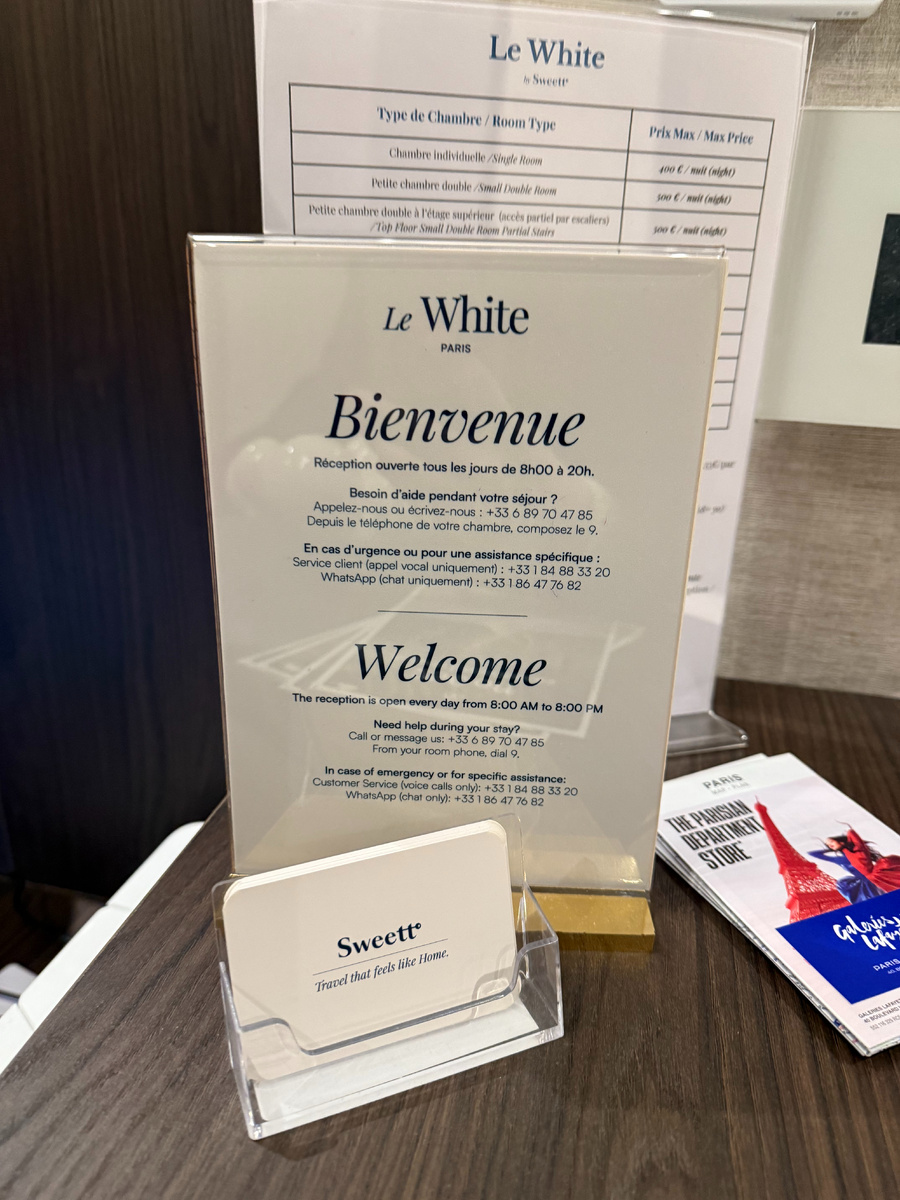 Le White
by Sweett°
Type de Chambre / Room Type
Prix Max / Max Price
Chambre individuelle /Single Room
400 € / nuit (night)
Petite chambre double /Small Double Room
500 € / nuit (night)
Petite chambre double à l'étage supérieur (accès partiel par escaliers)
/Top Floor Small Double Room Partial Stairs
500 € / nuit (night)
Le White
PARIS
Bienvenue
Réception ouverte tous les jours de 8h00 à 20h.
Besoin d'aide pendant votre séjour ?
Appelez-nous ou écrivez-nous : +33 6 89 70 47 85
Depuis le téléphone de votre chambre, composez le 9.
En cas d'urgence ou pour une assistance spécifique :
Service client (appel vocal uniquement) : +33 1 84 88 33 20
WhatsApp (chat uniquement) : +33 1 86 47 76 82
Welcome
The reception is open every day from 8:00 AM to 8:00 PM
Need help during your stay?
Call or message us: +33 6 89 70 47 85
From your room phone, dial 9.
In case of emergency or for specific assistance:
Customer Service (voice calls only): +33 1 84 88 33 20
WhatsApp (chat only): +33 1 86 47 76 82
Sweett°
Travel that feels like Home.
PARIS
MAP - PLAN
THE PARISIAN
DEPARTMENT
STORE
Galeries
PARIS
GALERIES
40 BOULEVARD